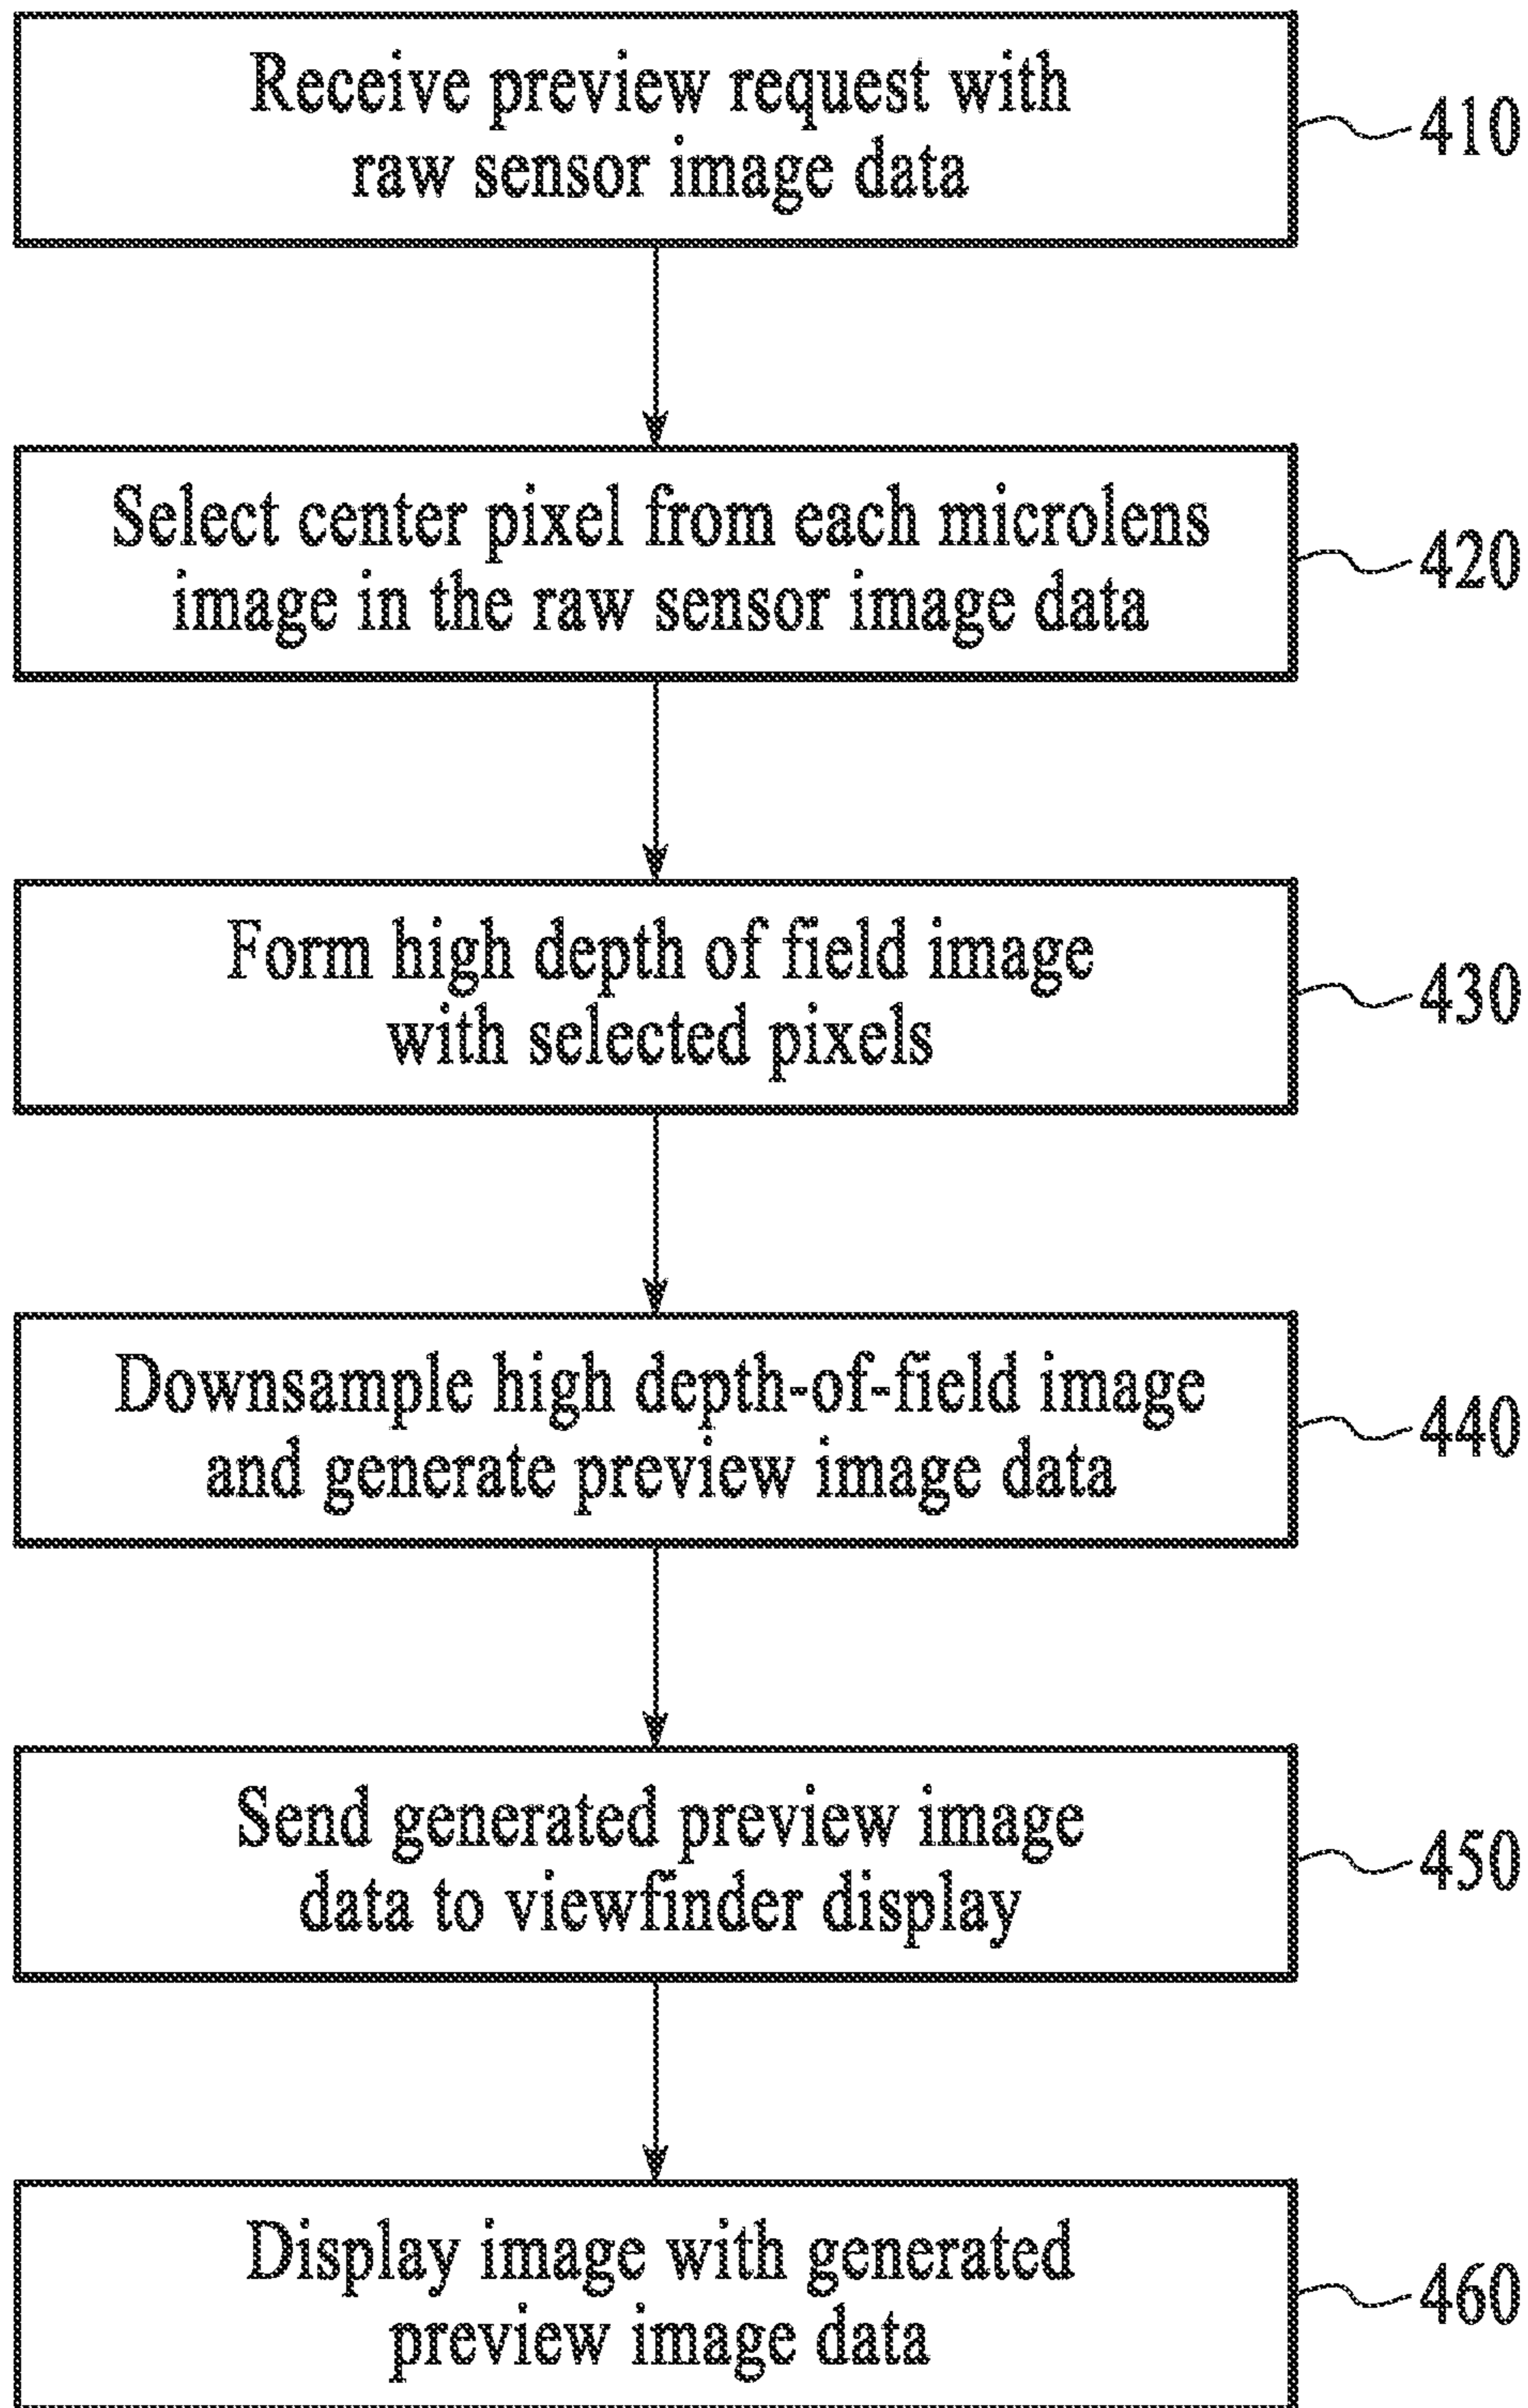 Receive preview request with
raw sensor image data
410
Select center pixel from each microlens
image in the raw sensor image data
420
Form high depth of field image
with selected pixels
430
Downsample high depth-of-field image
and generate preview image data
440
Send generated preview image
data to viewfinder display
450
Display image with generated
preview image data
460